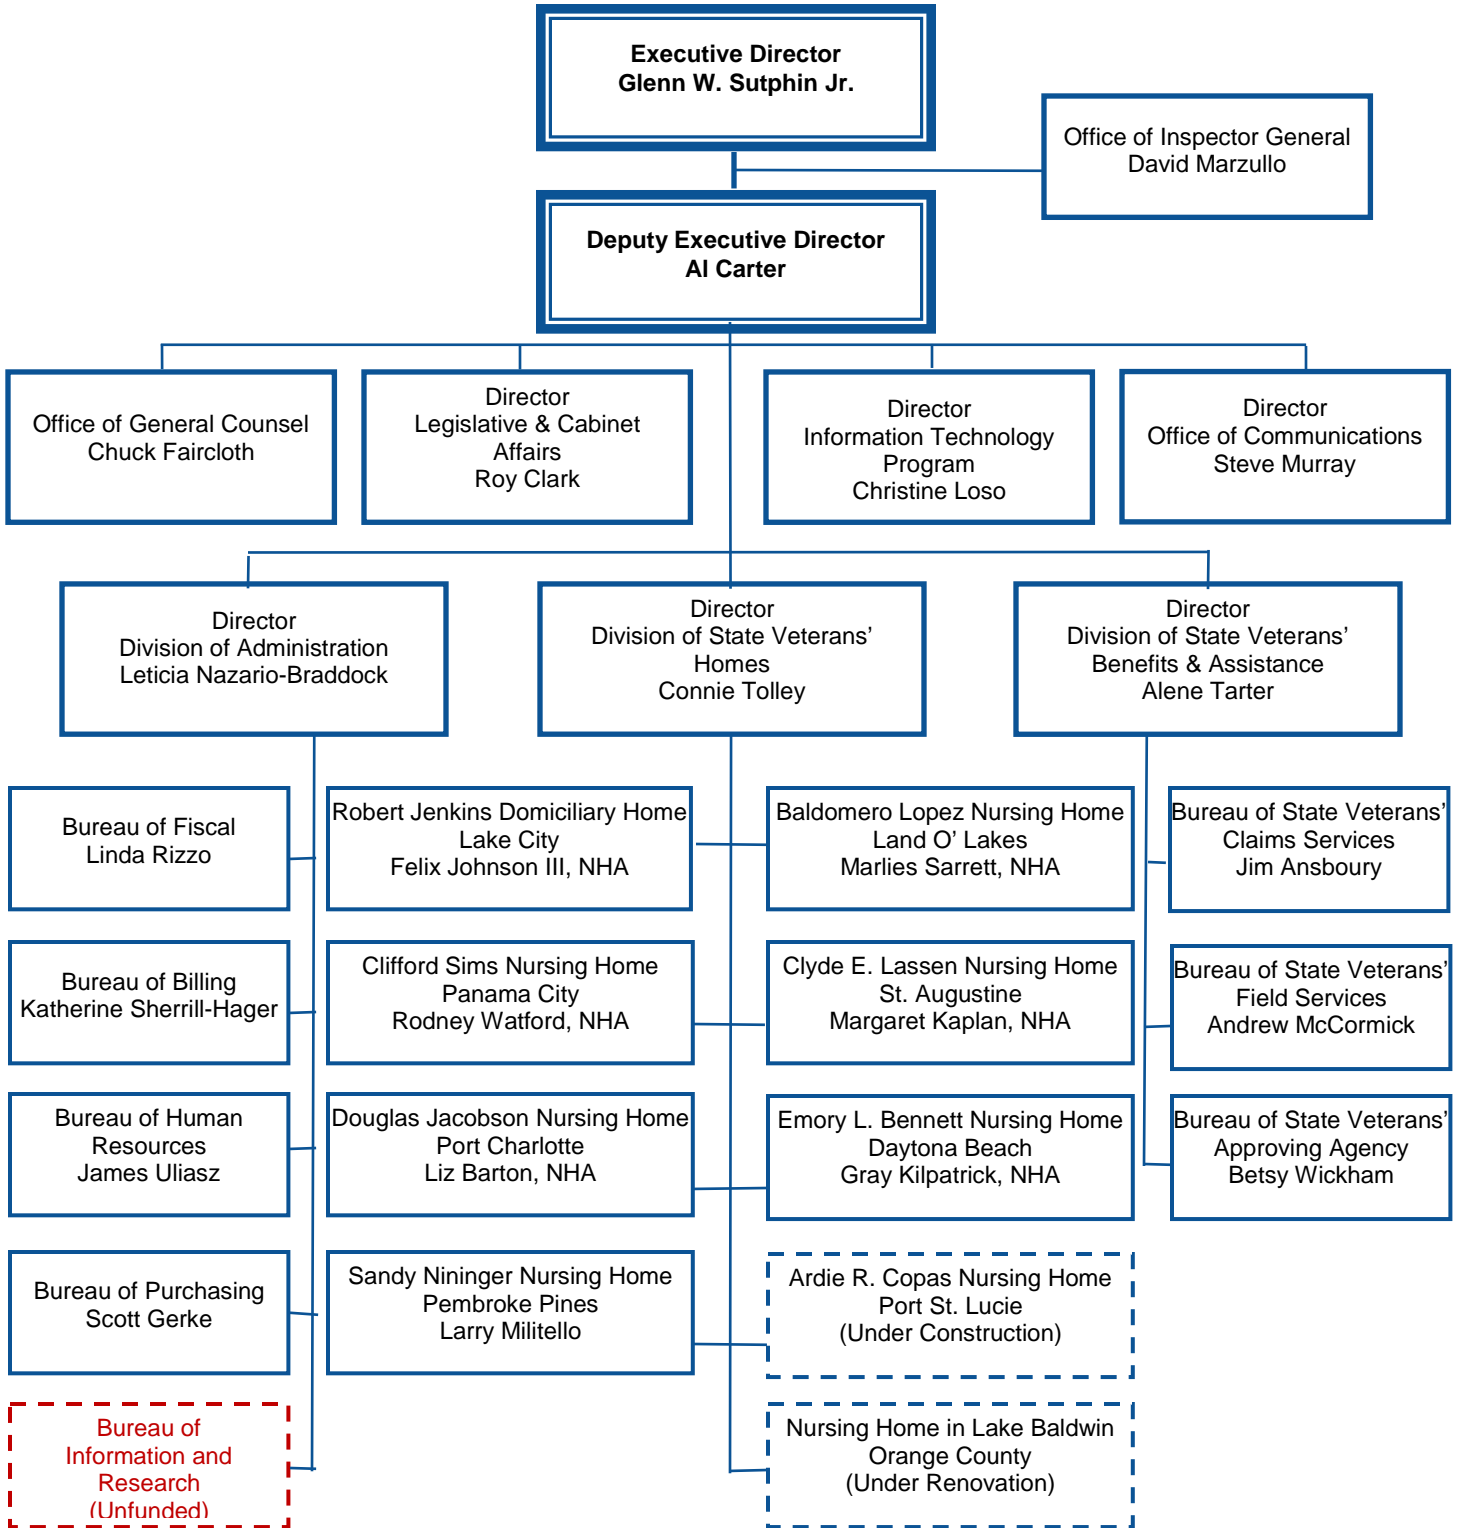 Executive Director
Glenn W. Sutphin Jr.
Office of Inspector General
David Marzullo
Deputy Executive Director
Al Carter
Office of General Counsel
Chuck Faircloth
Director
Legislative & Cabinet
Affairs
Roy Clark
Director
Information Technology
Program
Christine Loso
Director
Office of Communications
Steve Murray
Director
Division of Administration
Leticia Nazario-Braddock
Director
Division of State Veterans’
Homes
Connie Tolley
Director
Division of State Veterans’
Benefits & Assistance
Alene Tarter
Bureau of Fiscal
Linda Rizzo
Robert Jenkins Domiciliary Home
Lake City
Felix Johnson III, NHA
Baldomero Lopez Nursing Home
Land O’ Lakes
Marlies Sarrett, NHA
Bureau of State Veterans’
Claims Services
Jim Ansboury
Bureau of Billing
Katherine Sherrill-Hager
Clifford Sims Nursing Home
Panama City
Rodney Watford, NHA
Clyde E. Lassen Nursing Home
St. Augustine
Margaret Kaplan, NHA
Bureau of State Veterans’
Field Services
Andrew McCormick
Bureau of Human
Resources
James Uliasz
Douglas Jacobson Nursing Home
Port Charlotte
Liz Barton, NHA
Emory L. Bennett Nursing Home
Daytona Beach
Gray Kilpatrick, NHA
Bureau of State Veterans’
Approving Agency
Betsy Wickham
Bureau of Purchasing
Scott Gerke
Sandy Nininger Nursing Home
Pembroke Pines
Larry Militello
Ardie R. Copas Nursing Home
Port St. Lucie
(Under Construction)
Bureau of
Information and
Research
(Unfunded)
Nursing Home in Lake Baldwin
Orange County
(Under Renovation)